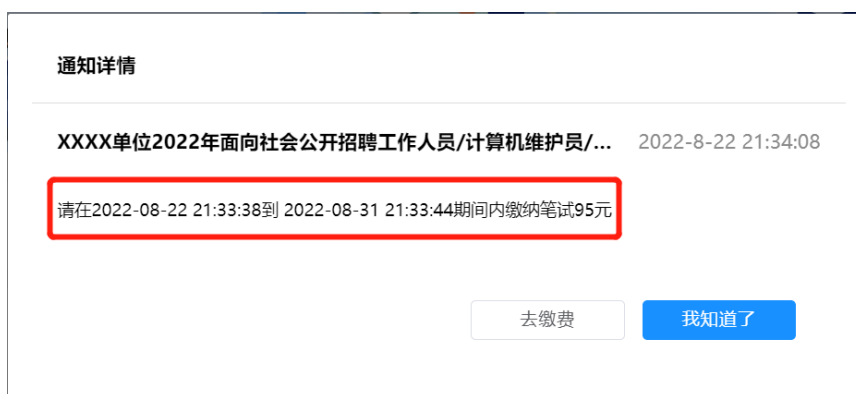 通知详情
XXXX单位2022年面向社会公开招聘工作人员/计算机维护员/... 2022-8-22 21:34:08
请在2022-08-22 21:33:38到 2022-08-31 21:33:44期间内缴纳笔试95元
去缴费 我知道了